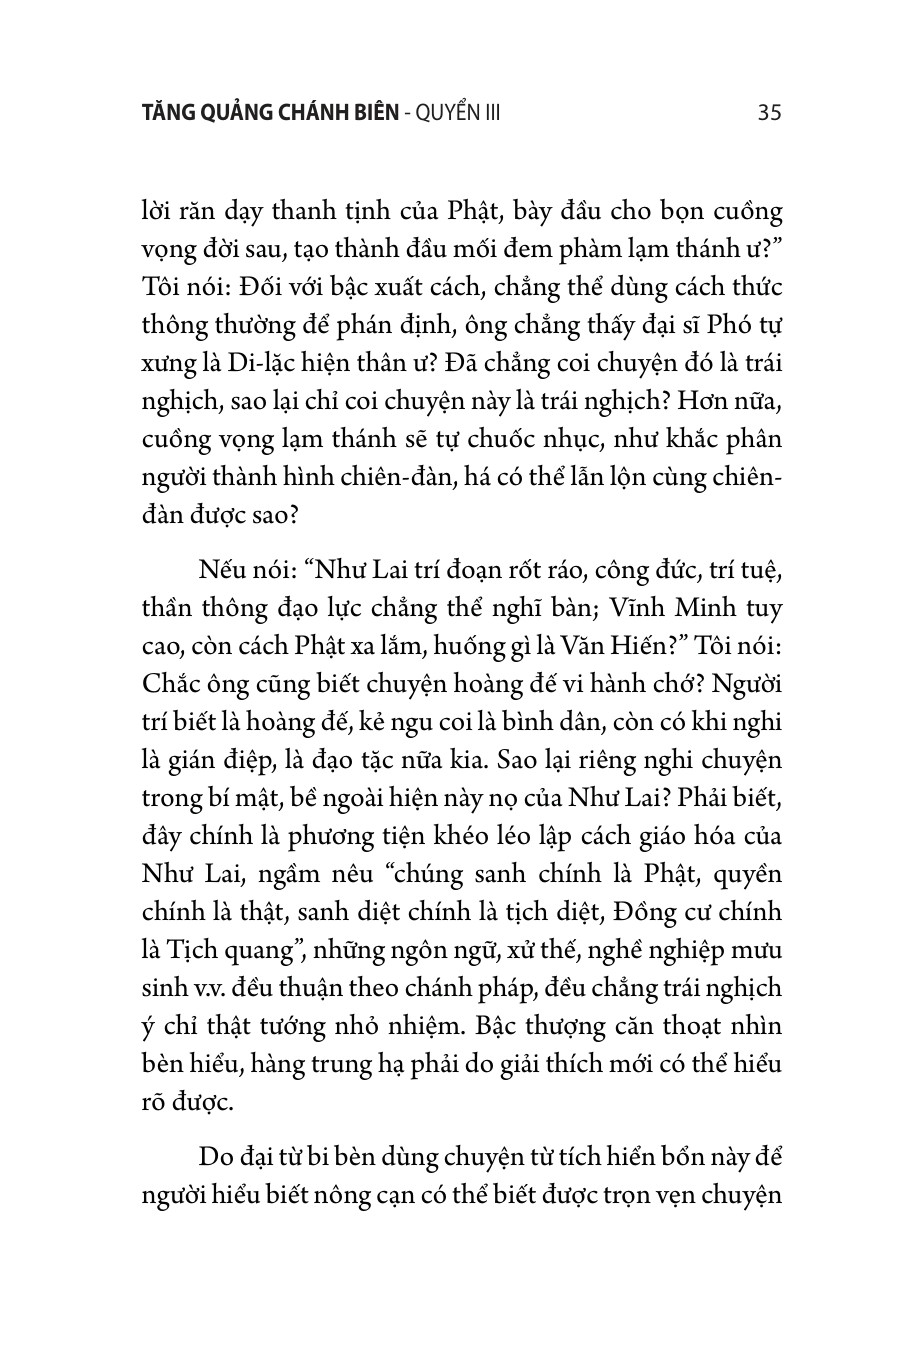 TĂNG QUẢNG CHÁNH BIÊN - QUYỂN III 35
lời răn dạy thanh tịnh của Phật, bày đầu cho bọn cuồng
vọng đời sau, tạo thành đầu mối đem phàm lạm thánh ư?”
Tôi nói: Đối với bậc xuất cách, chẳng thể dùng cách thức
thông thường để phán định, ông chẳng thấy đại sĩ Phó tự
xưng là Di-lặc hiện thân ư? Đã chẳng coi chuyện đó là trái
nghịch, sao lại chỉ coi chuyện này là trái nghịch? Hơn nữa,
cuồng vọng lạm thánh sẽ tự chuốc nhục, như khắc phân
người thành hình chiên-đàn, há có thể lẫn lộn cùng chiên-
đàn được sao?
Nếu nói: “Như Lai trí đoạn rốt ráo, công đức, trí tuệ,
thần thông đạo lực chẳng thể nghĩ bàn; Vĩnh Minh tuy
cao, còn cách Phật xa lắm, huống gì là Văn Hiến?” Tôi nói:
Chắc ông cũng biết chuyện hoàng đế vi hành chớ? Người
trí biết là hoàng đế, kẻ ngu coi là bình dân, còn có khi nghi
là gián điệp, là đạo tặc nữa kia. Sao lại riêng nghi chuyện
trong bí mật, bề ngoài hiện này nọ của Như Lai? Phải biết,
đây chính là phương tiện khéo léo lập cách giáo hóa của
Như Lai, ngầm nêu “chúng sanh chính là Phật, quyền
chính là thật, sanh diệt chính là tịch diệt, Đồng cư chính
là Tịch quang”, những ngôn ngữ, xử thế, nghề nghiệp mưu
sinh v.v. đều thuận theo chánh pháp, đều chẳng trái nghịch
ý chỉ thật tướng nhỏ nhiệm. Bậc thượng căn thoạt nhìn
bèn hiểu, hàng trung hạ phải do giải thích mới có thể hiểu
rõ được.
Do đại từ bi bèn dùng chuyện từ tích hiển bổn này để
người hiểu biết nông cạn có thể biết được trọn vẹn chuyện